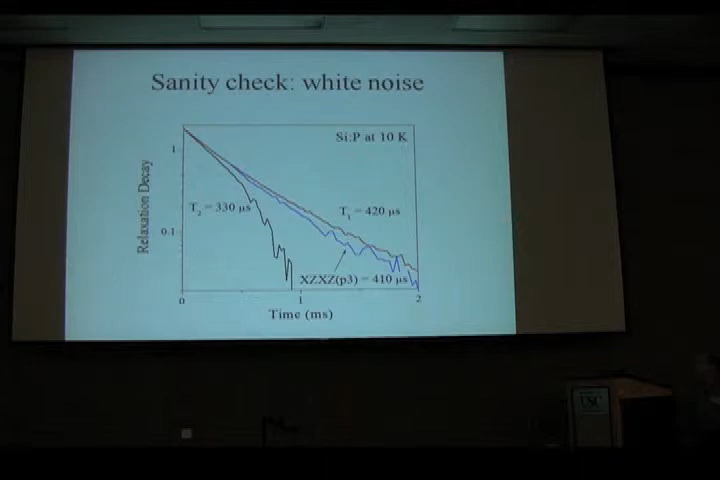 Sanity check: white noise
Si:P at 10 K
Relaxation Decay
1
0.1
T₂ = 330 µs
T₁ = 420 µs
XZXZ(p3) = 410 µs
0
1
2
Time (ms)
USC